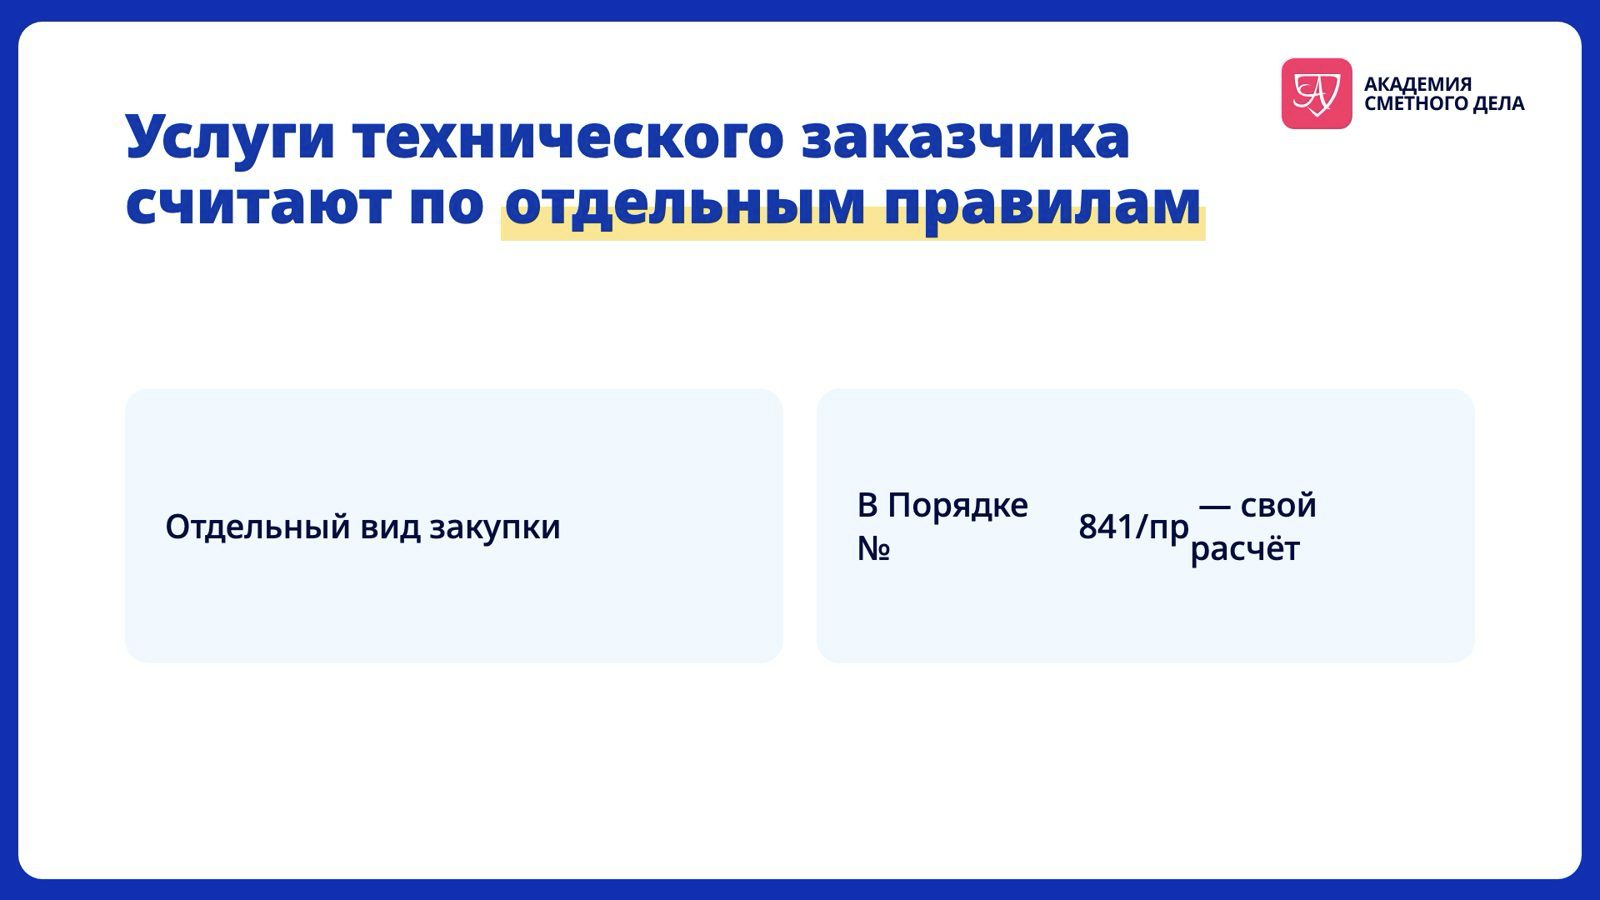 АКАДЕМИЯ
СМЕТНОГО ДЕЛА
Услуги технического заказчика
считают по отдельным правилам
Отдельный вид закупки
В Порядке
№ 841/пр — свой
расчёт